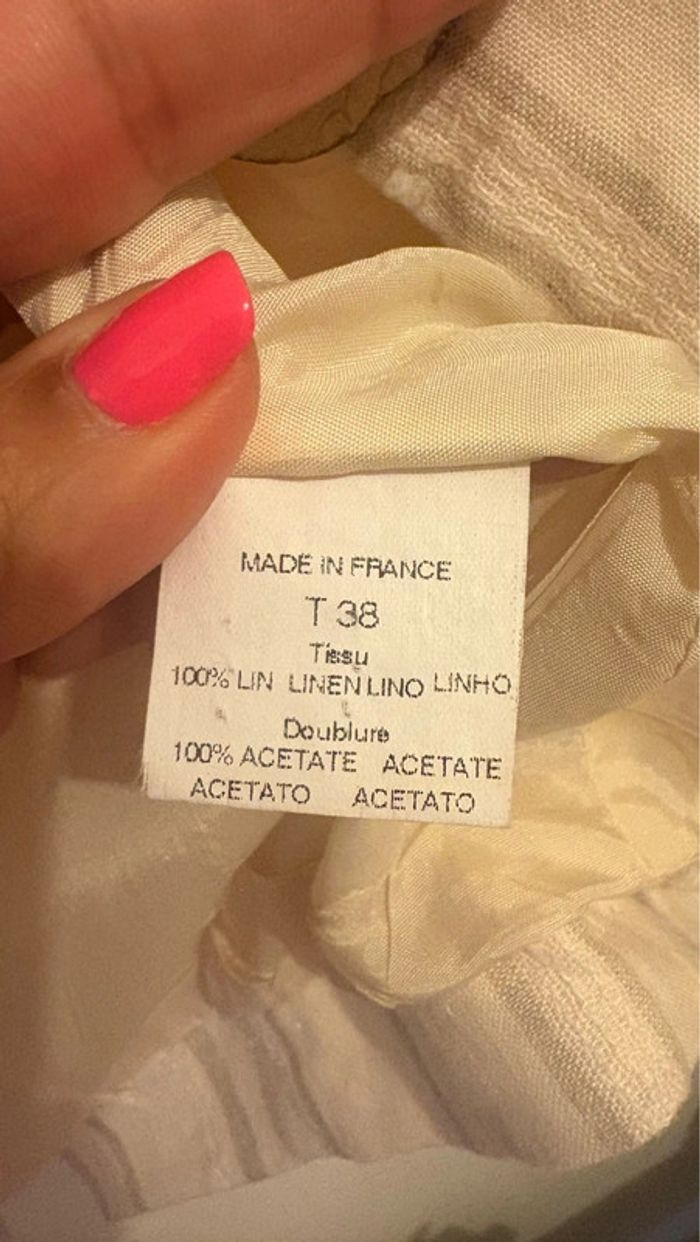 MADE IN FRANCE
T 38
Tissu
100% LIN LINEN LINO LINHO
Doublure
100% ACETATE ACETATE
ACETATO ACETATO